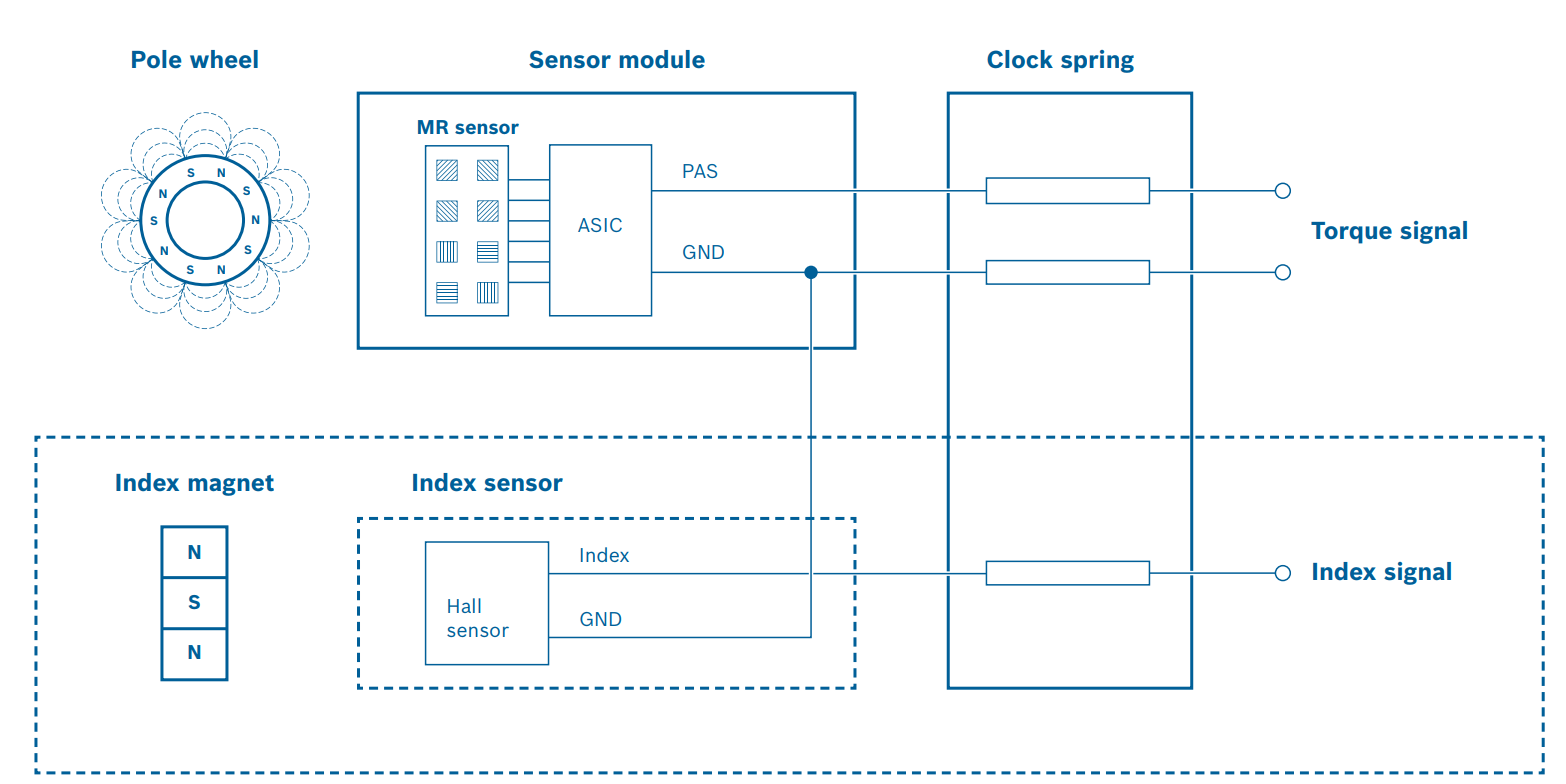 Pole wheel
Sensor module
Clock spring
MR sensor
S N
N S
S N
N S
S N
ASIC
PAS
GND
Torque signal
Index magnet
N
S
N
Index sensor
Hall
sensor
Index
GND
Index signal